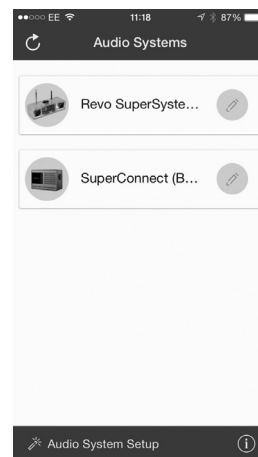 EE 11:18 87%
Audio Systems
Revo SuperSyste...
SuperConnect (B...
Audio System Setup